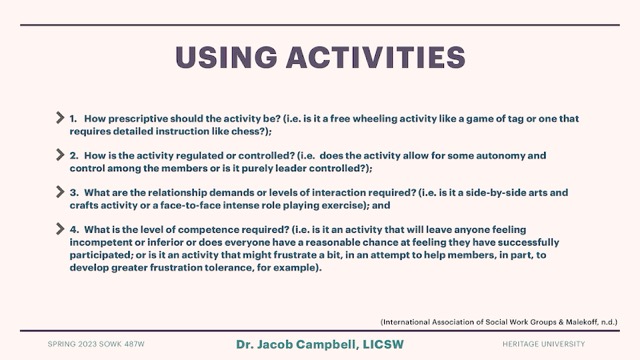 USING ACTIVITIES
1. How prescriptive should the activity be? (i.e. is it a free wheeling activity like a game of tag or one that
requires detailed instruction like chess?);
2. How is the activity regulated or controlled? (i.e. does the activity allow for some autonomy and
control among the members or is it purely leader controlled?);
3. What are the relationship demands or levels of interaction required? (i.e. is it a side-by-side arts and
crafts activity or a face-to-face intense role playing exercise); and
4. What is the level of competence required? (i.e. is it an activity that will leave anyone feeling
incompetent or inferior or does everyone have a reasonable chance at feeling they have successfully
participated; or is it an activity that might frustrate a bit, in an attempt to help members, in part, to
develop greater frustration tolerance, for example).
(International Association of Social Work Groups & Malekoff, n.d.)
SPRING 2023 SOWK 487W
Dr. Jacob Campbell, LICSW
HERITAGE UNIVERSITY